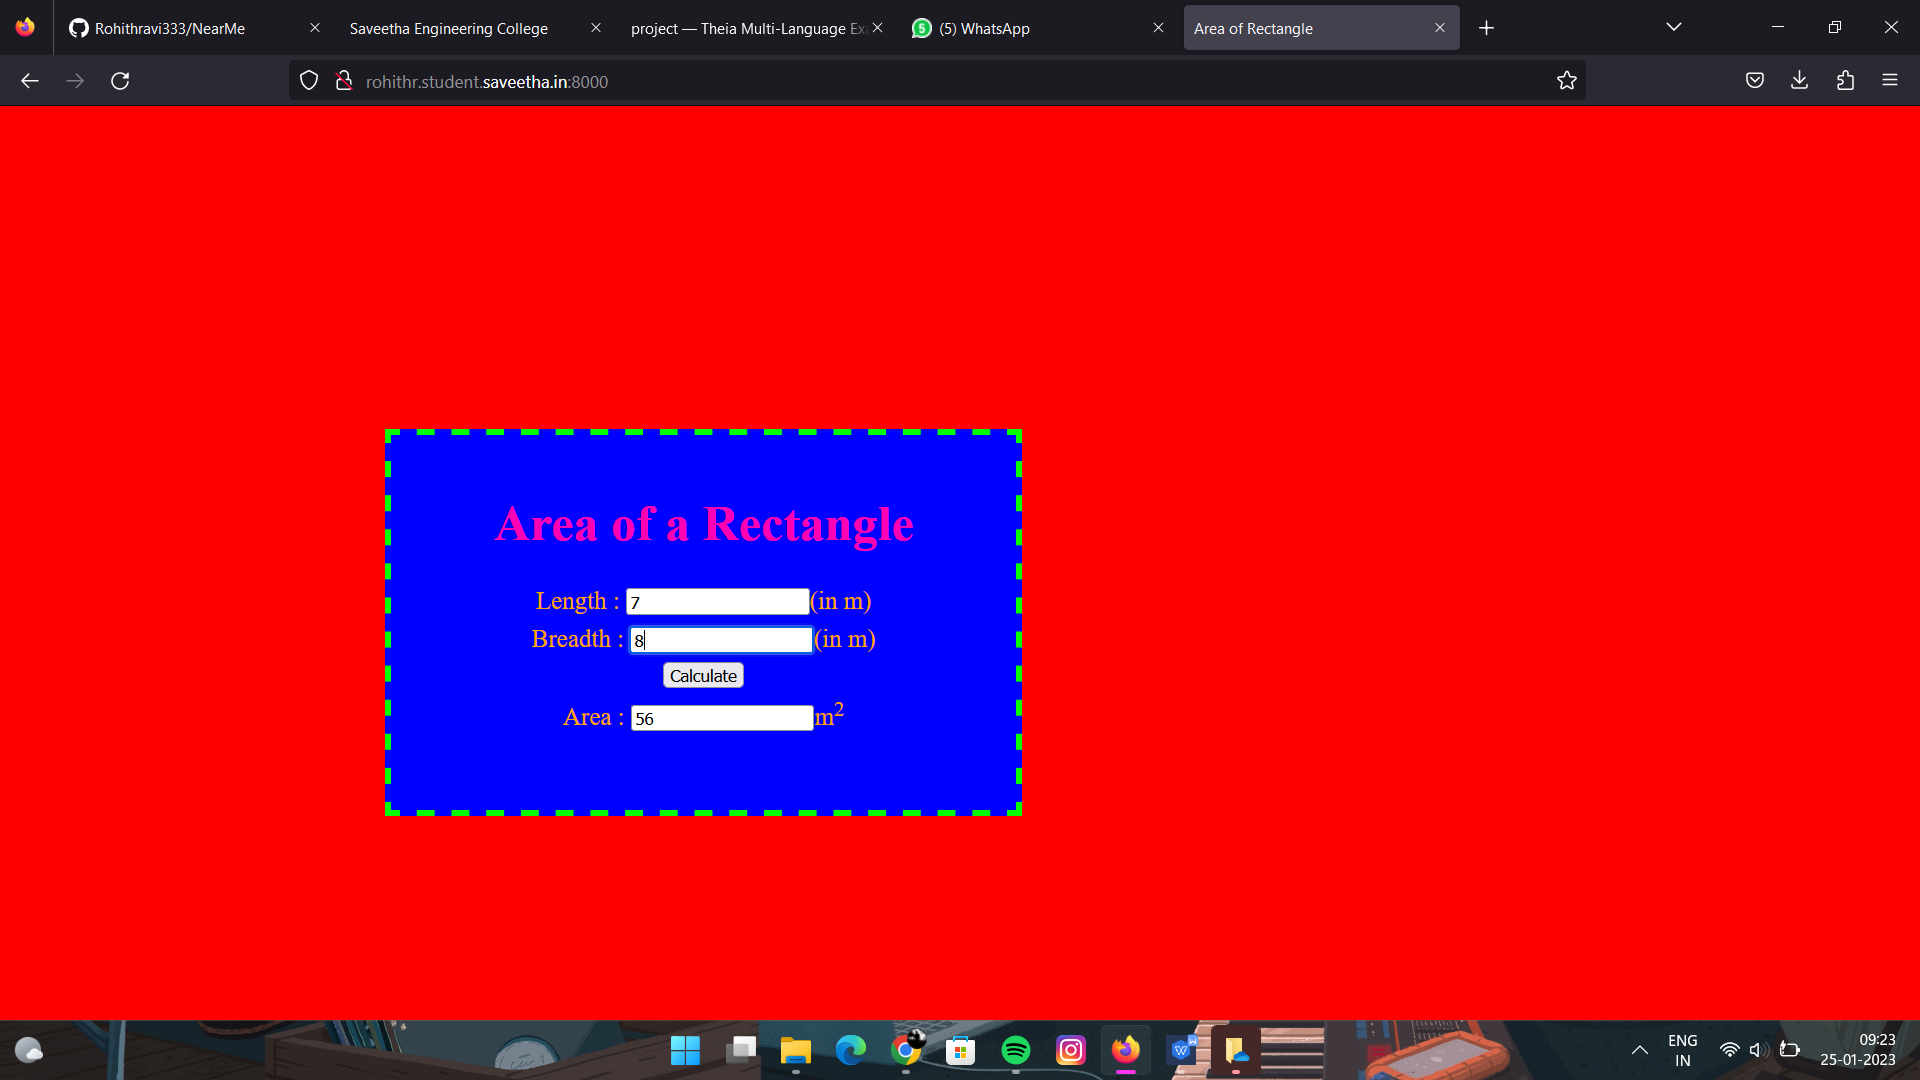 Rohithravi333/NearMe
Saveetha Engineering College
project — Theia Multi-Language Ex
5 (5) WhatsApp
Area of Rectangle
rohithr.student.saveetha.in:8000
Area of a Rectangle
Length : 7 (in m)
Breadth : 8 (in m)
Calculate
Area : 56 m²
ENG
IN
09:23
25-01-2023